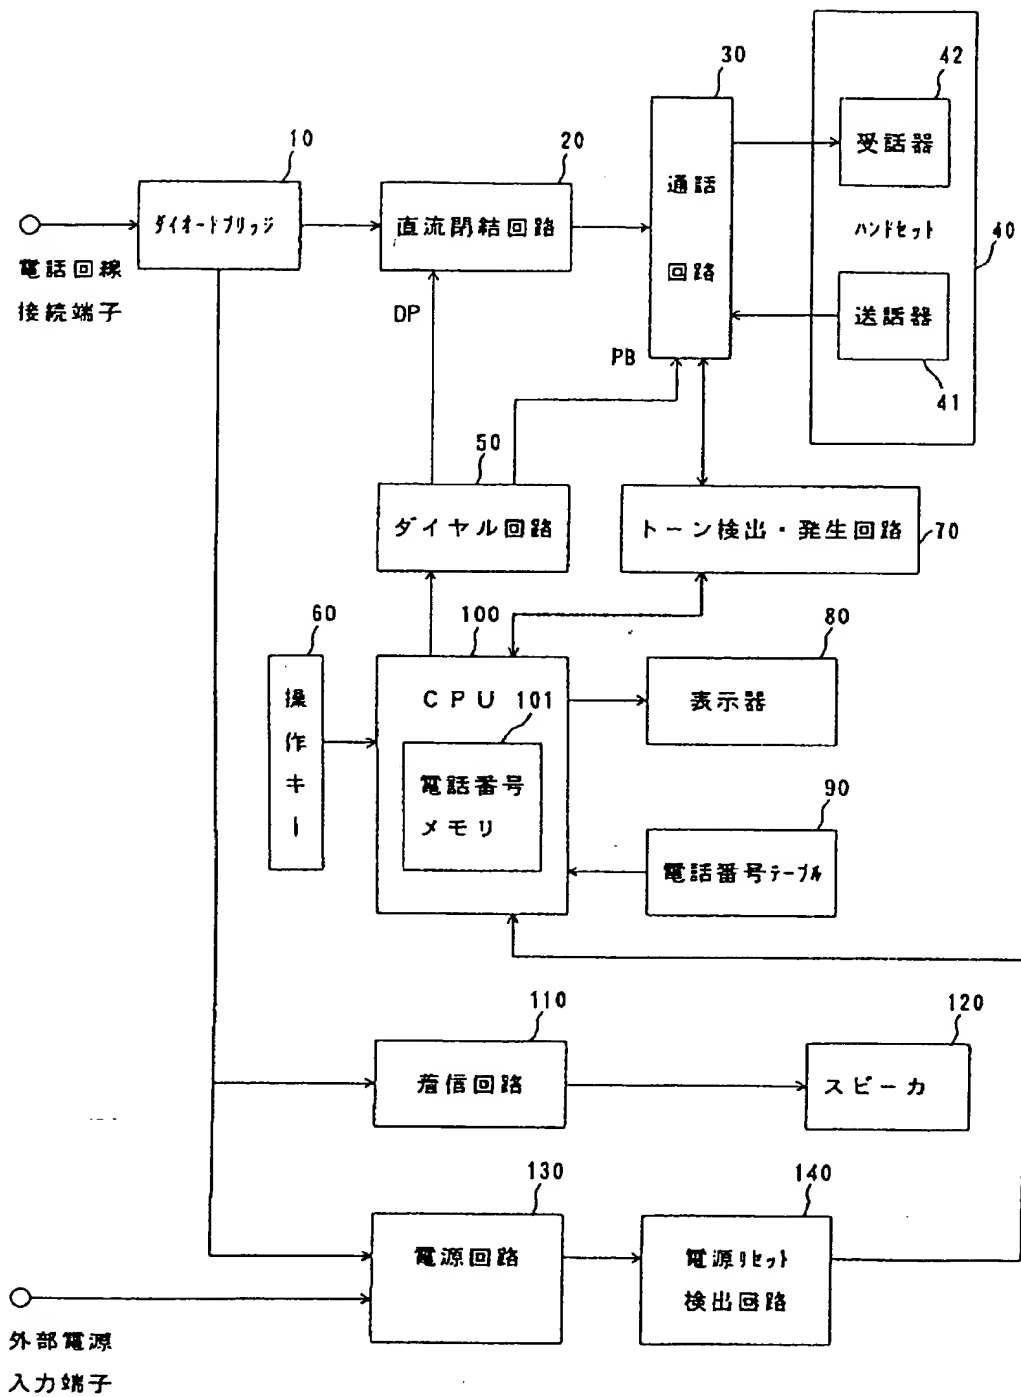 30
42
10
20
受話器
通話
回路
ダイオードブリッジ
直流閉結回路
ハンドセット
40
電話回線
接続端子
DP
送話器
PB
41
50
ダイヤル回路
トーン検出・発生回路
70
60
100
80
操作キー
CPU
101
表示器
電話番号
メモリ
90
電話番号テーブル
110
120
着信回路
スピーカ
130
140
電源回路
電源リセット
検出回路
外部電源
入力端子